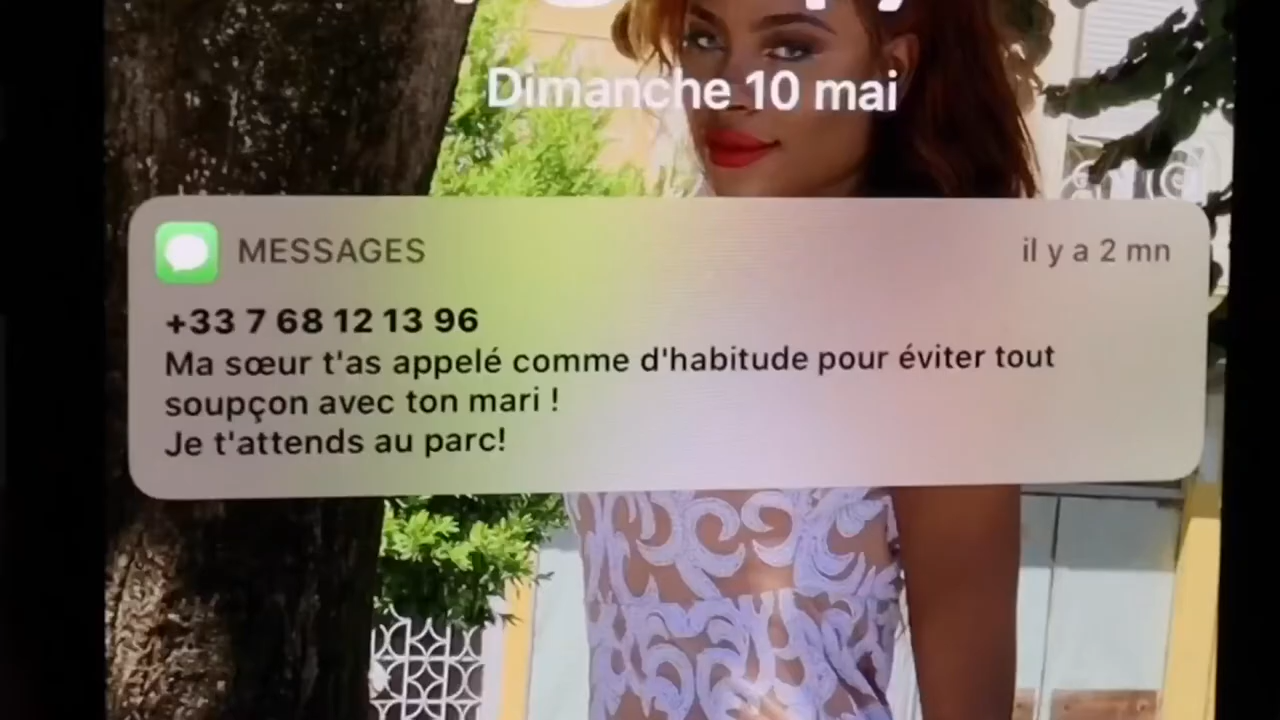 Dimanche 10 mai
MESSAGES
il y a 2 mn
+33 7 68 12 13 96
Ma sœur t'as appelé comme d'habitude pour éviter tout
soupçon avec ton mari !
Je t'attends au parc!